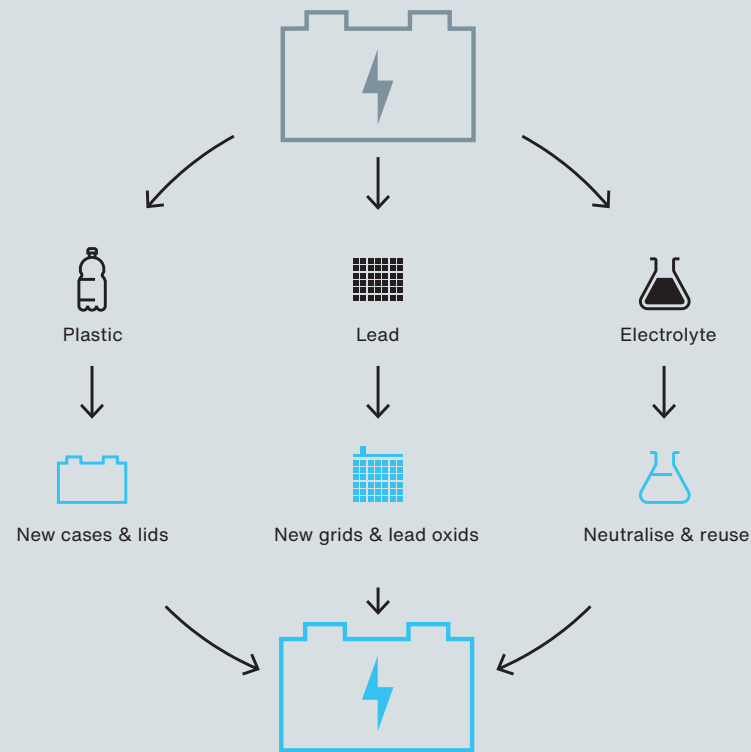 Plastic
Lead
Electrolyte
New cases & lids
New grids & lead oxids
Neutralise & reuse